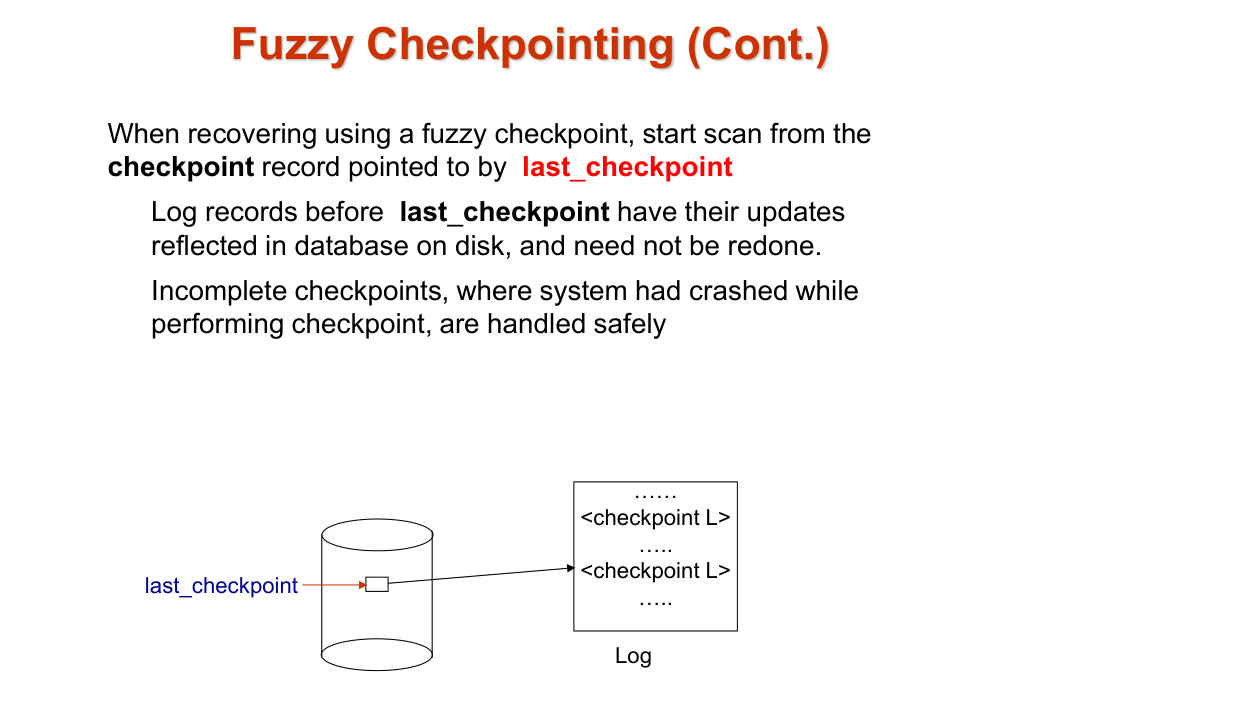 Fuzzy Checkpointing (Cont.)
When recovering using a fuzzy checkpoint, start scan from the
checkpoint record pointed to by last_checkpoint
Log records before last_checkpoint have their updates
reflected in database on disk, and need not be redone.
Incomplete checkpoints, where system had crashed while
performing checkpoint, are handled safely
……
<checkpoint L>
…..
<checkpoint L>
…..
last_checkpoint
Log